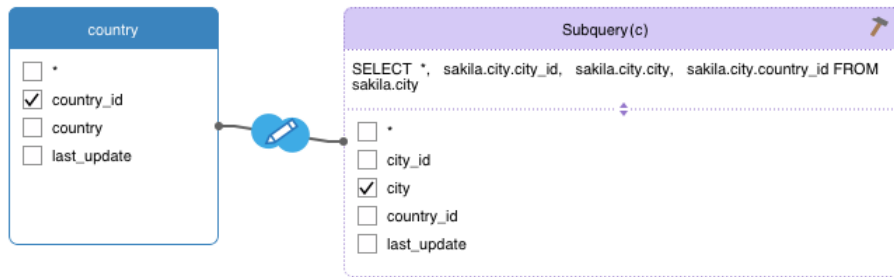 country
*
country_id
country
last_update
Subquery(c)
SELECT *, sakila.city.city_id, sakila.city.city, sakila.city.country_id FROM
sakila.city
*
city_id
city
country_id
last_update